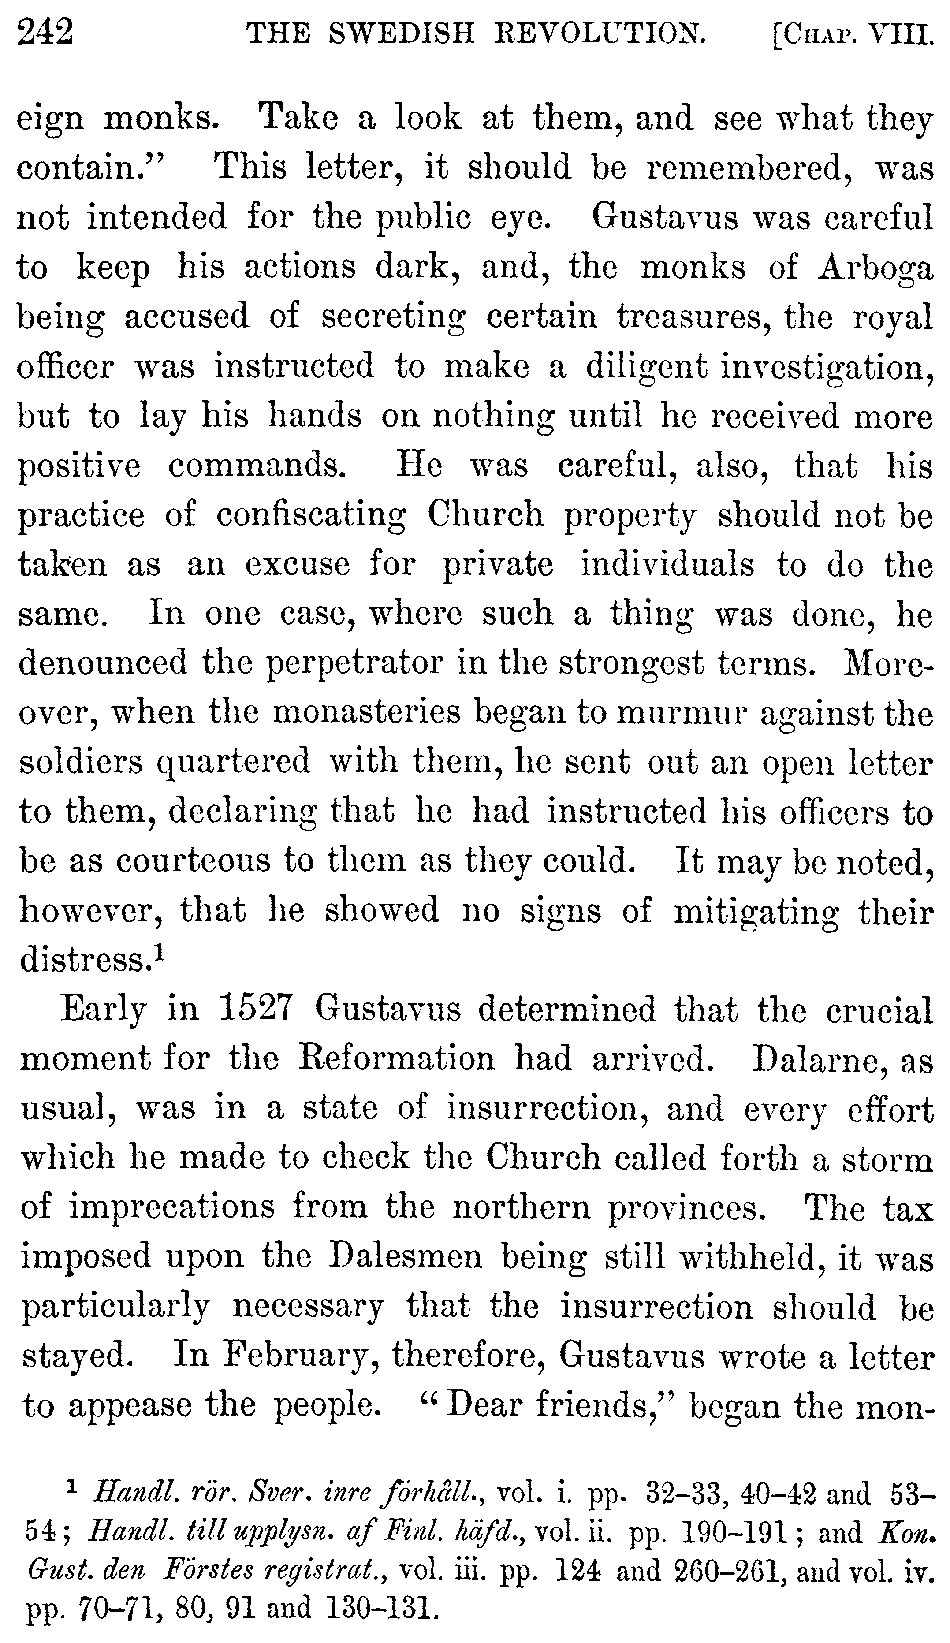 242 THE SWEDISH REVOLUTION. [CHAP. VIII.
eign monks. Take a look at them, and see what they
contain.” This letter, it should be remembered, was
not intended for the public eye. Gustavus was careful
to keep his actions dark, and, the monks of Arboga
being accused of secreting certain treasures, the royal
officer was instructed to make a diligent investigation,
but to lay his hands on nothing until he received more
positive commands. He was careful, also, that his
practice of confiscating Church property should not be
taken as an excuse for private individuals to do the
same. In one case, where such a thing was done, he
denounced the perpetrator in the strongest terms. More-
over, when the monasteries began to murmur against the
soldiers quartered with them, he sent out an open letter
to them, declaring that he had instructed his officers to
be as courteous to them as they could. It may be noted,
however, that he showed no signs of mitigating their
distress.¹
Early in 1527 Gustavus determined that the crucial
moment for the Reformation had arrived. Dalarne, as
usual, was in a state of insurrection, and every effort
which he made to check the Church called forth a storm
of imprecations from the northern provinces. The tax
imposed upon the Dalesmen being still withheld, it was
particularly necessary that the insurrection should be
stayed. In February, therefore, Gustavus wrote a letter
to appease the people. “Dear friends,” began the mon-
¹ Handl. rör. Sver. inre förhåll., vol. i. pp. 32–33, 40–42 and 53–
54; Handl. till upplysn. af Finl. häfd., vol. ii. pp. 190–191; and Kon.
Gust. den Förstes registrat., vol. iii. pp. 124 and 260–261, and vol. iv.
pp. 70–71, 80, 91 and 130–131.